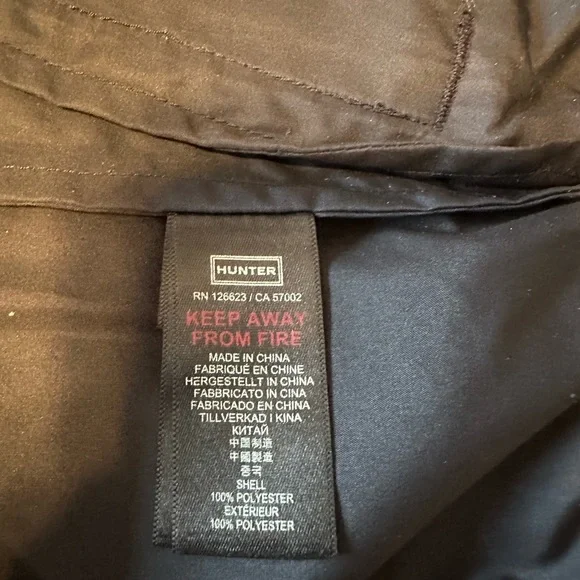 HUNTER
RN 126623 / CA 57002
KEEP AWAY
FROM FIRE
MADE IN CHINA
FABRIQUÉ EN CHINE
HERGESTELLT IN CHINA
FABBRICATO IN CINA
FABRICADO EN CHINA
TILLVERKAD I KINA
КИТАЙ
中国制造
中國製造
중국
SHELL
100% POLYESTER
EXTÉRIEUR
100% POLYESTER